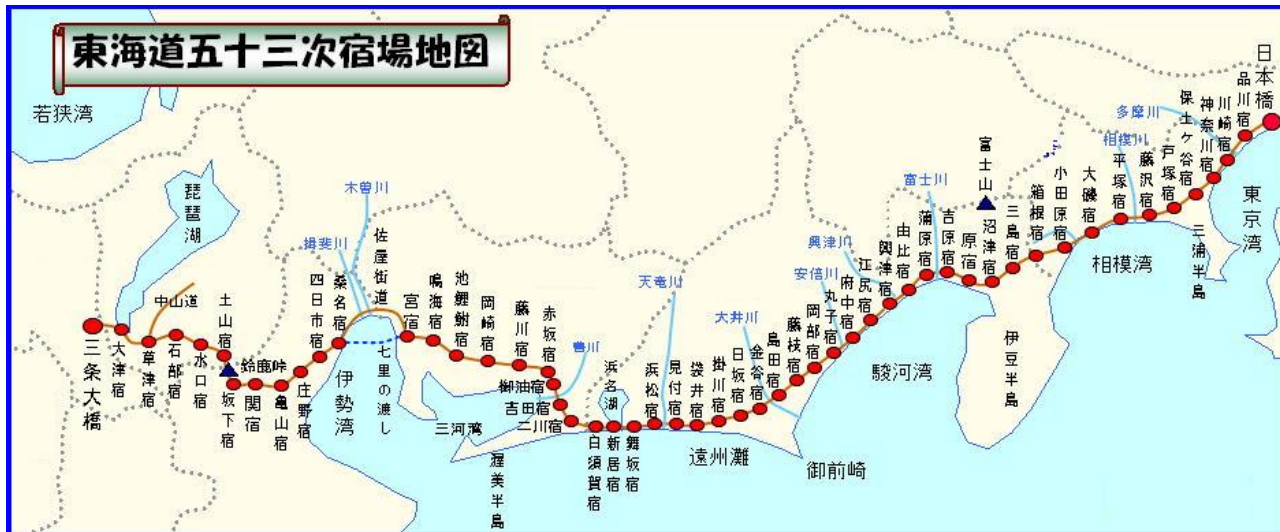 東海道五十三次宿場地図
若狭湾
琵琶湖
三条大橋
大津宿
草津宿
中山道
石部宿
水口宿
土山宿
鈴鹿峠
坂下宿
関宿
亀山宿
庄野宿
四日市宿
桑名宿
揖斐川
木曽川
佐屋街道
伊勢湾
七里の渡し
宮宿
鳴海宿
池鯉鮒宿
岡崎宿
藤川宿
赤坂宿
御油宿
吉田宿
二川宿
豊川
三河湾
渥美半島
白須賀宿
新居宿
舞坂宿
浜名湖
浜松宿
天竜川
見付宿
袋井宿
掛川宿
日坂宿
金谷宿
大井川
遠州灘
御前崎
島田宿
藤枝宿
岡部宿
丸子宿
府中宿
安倍川
江尻宿
興津川
興津宿
由比宿
蒲原宿
富士川
吉原宿
原宿
富士山
沼津宿
三島宿
駿河湾
伊豆半島
箱根宿
小田原宿
大磯宿
平塚宿
相模川
相模湾
藤沢宿
戸塚宿
保土ヶ谷宿
多摩川
神奈川宿
川崎宿
品川宿
日本橋
三浦半島
東京湾